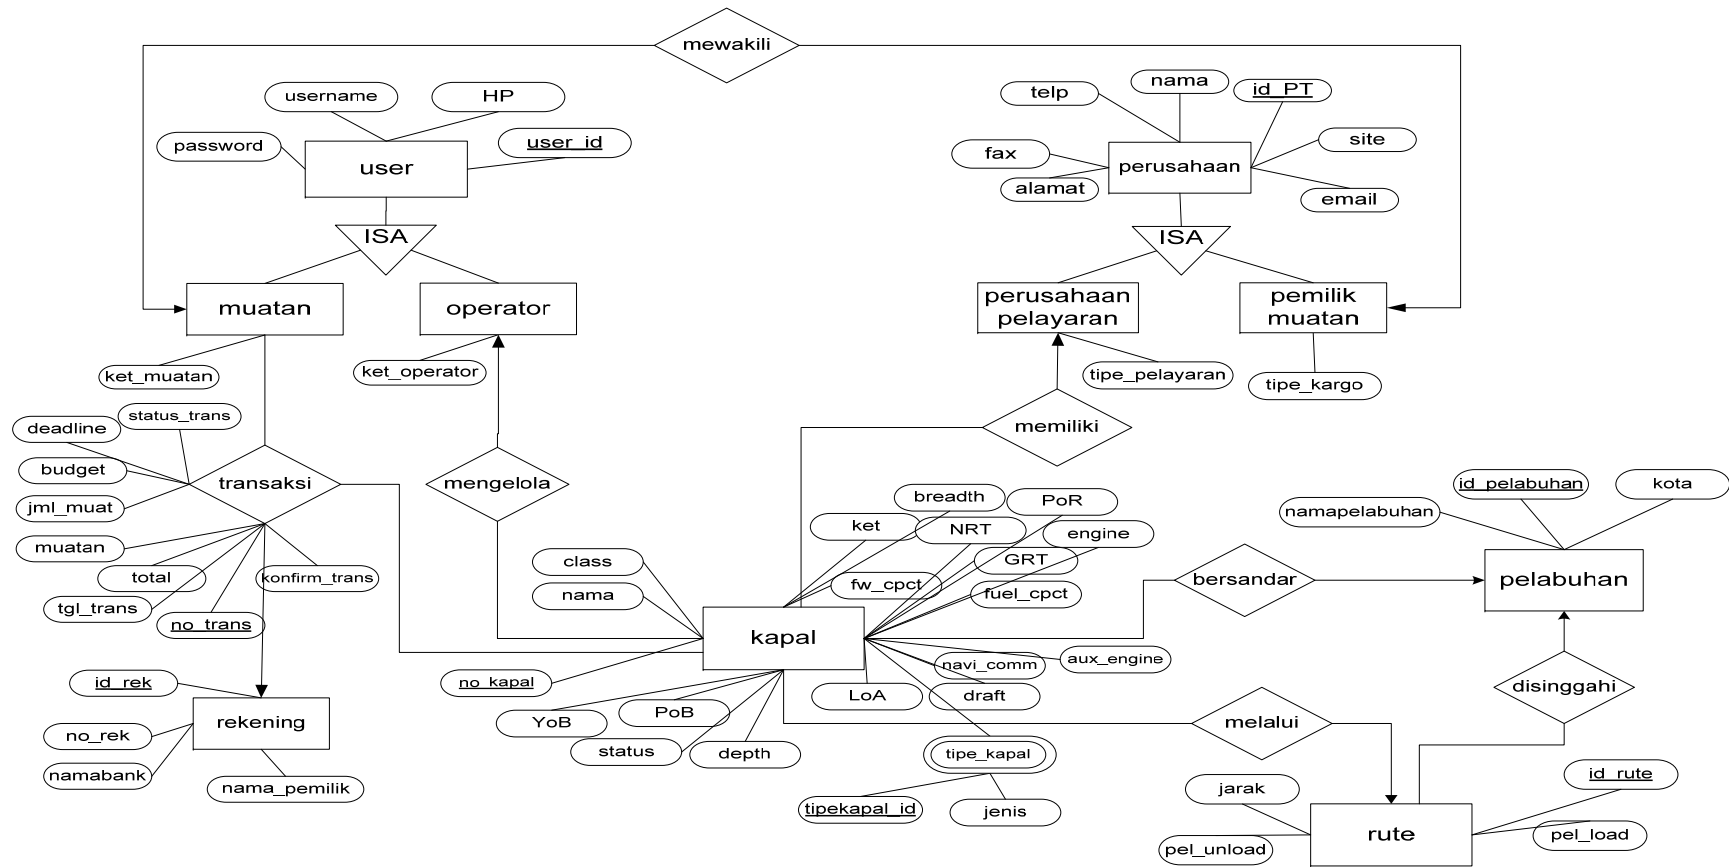 mewakili
username
HP
password
user_id
user
ISA
muatan
operator
ket_muatan
ket_operator
telp
nama
id_PT
fax
site
alamat
email
perusahaan
ISA
perusahaan
pelayaran
pemilik
muatan
tipe_pelayaran
tipe_kargo
memiliki
deadline
status_trans
budget
jml_muat
transaksi
muatan
total
konfirm_trans
tgl_trans
no_trans
mengelola
id_rek
no_rek
namabank
nama_pemilik
rekening
class
nama
ket
breadth
PoR
NRT
engine
fw_cpct
GRT
fuel_cpct
kapal
no_kapal
YoB
PoB
status
depth
LoA
navi_comm
aux_engine
draft
tipe_kapal
tipekapal_id
jenis
bersandar
id_pelabuhan
kota
namapelabuhan
pelabuhan
disinggahi
melalui
jarak
id_rute
pel_unload
pel_load
rute